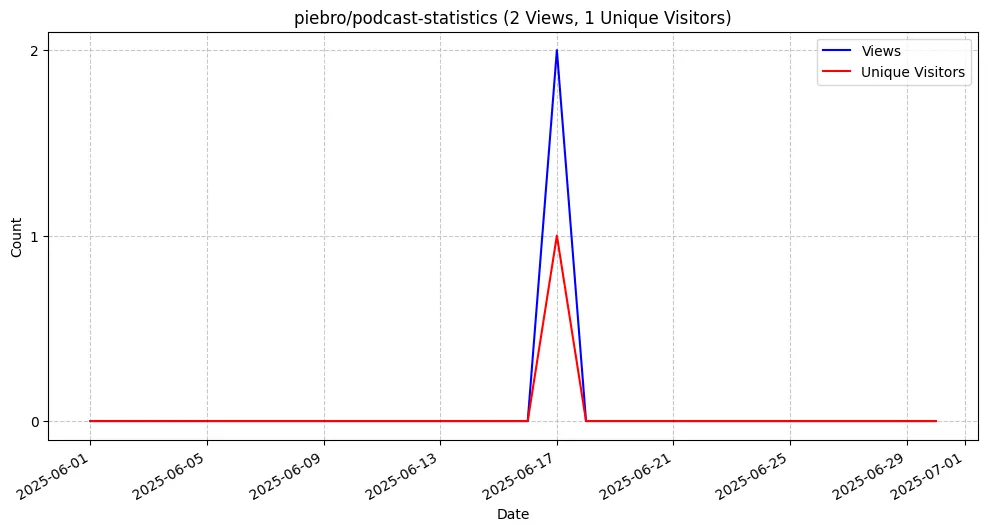 piebro/podcast-statistics (2 Views, 1 Unique Visitors)
Views
Unique Visitors
2
1
0
Count
2025-06-01
2025-06-05
2025-06-09
2025-06-13
2025-06-17
2025-06-21
2025-06-25
2025-06-29
2025-07-01
Date